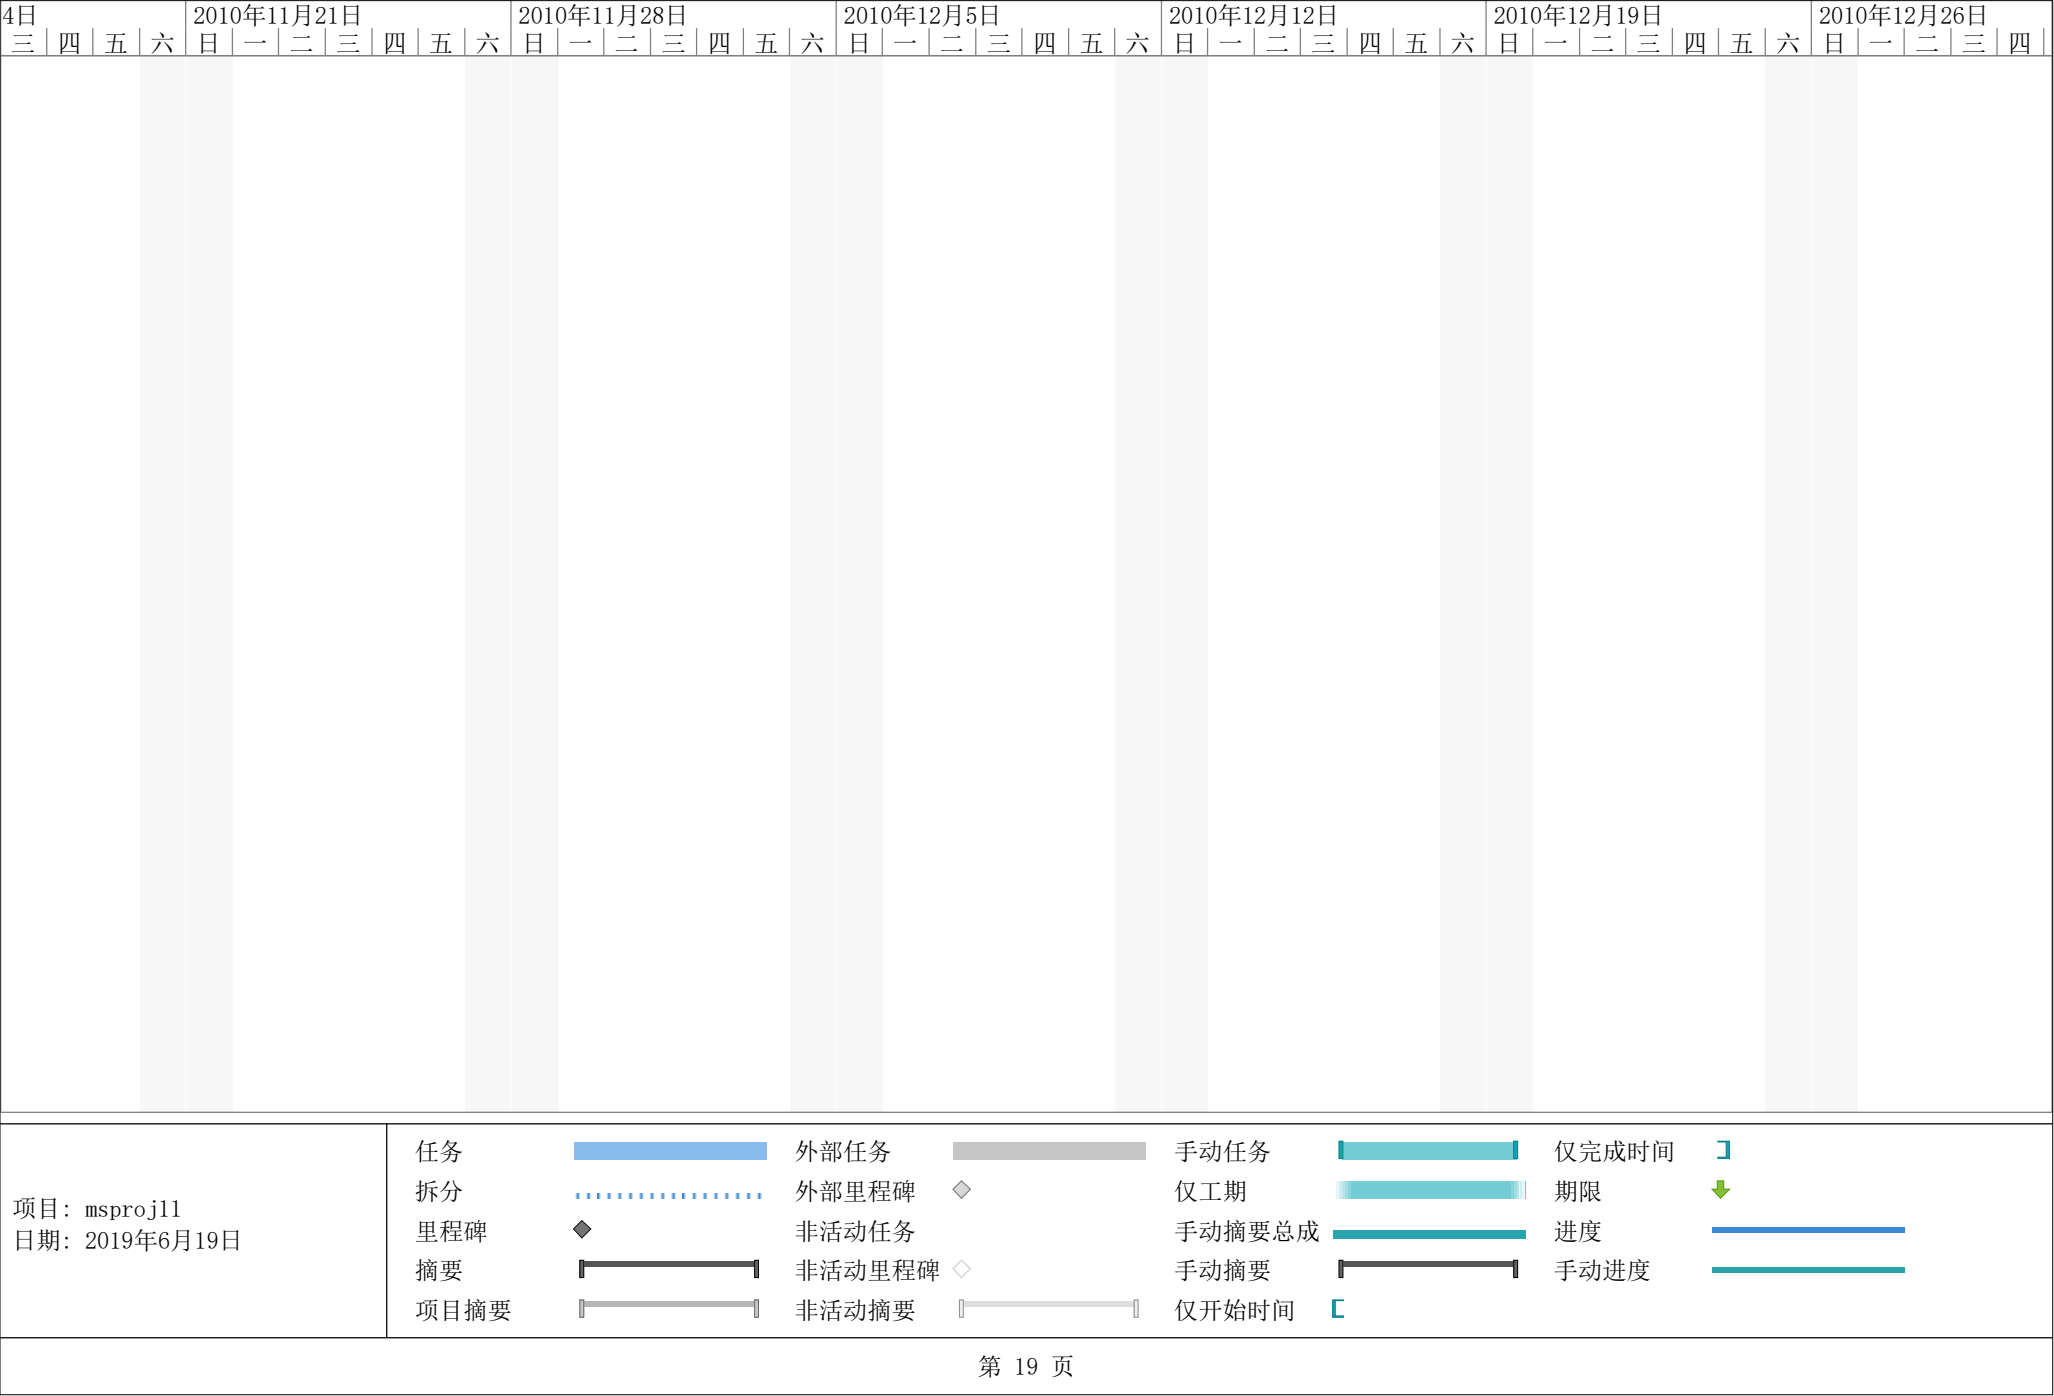 4日 2010年11月21日 2010年11月28日 2010年12月5日 2010年12月12日 2010年12月19日 2010年12月26日
三 四 五 六 日 一 二 三 四 五 六 日 一 二 三 四 五 六 日 一 二 三 四 五 六 日 一 二 三 四 五 六 日 一 二 三 四 五 六 日 一 二 三 四
任务 外部任务 手动任务 仅完成时间
拆分 外部里程碑 仅工期 期限
里程碑 非活动任务 手动摘要总成 进度
摘要 非活动里程碑 手动摘要 手动进度
项目摘要 非活动摘要 仅开始时间
项目: msproj11
日期: 2019年6月19日
第 19 页